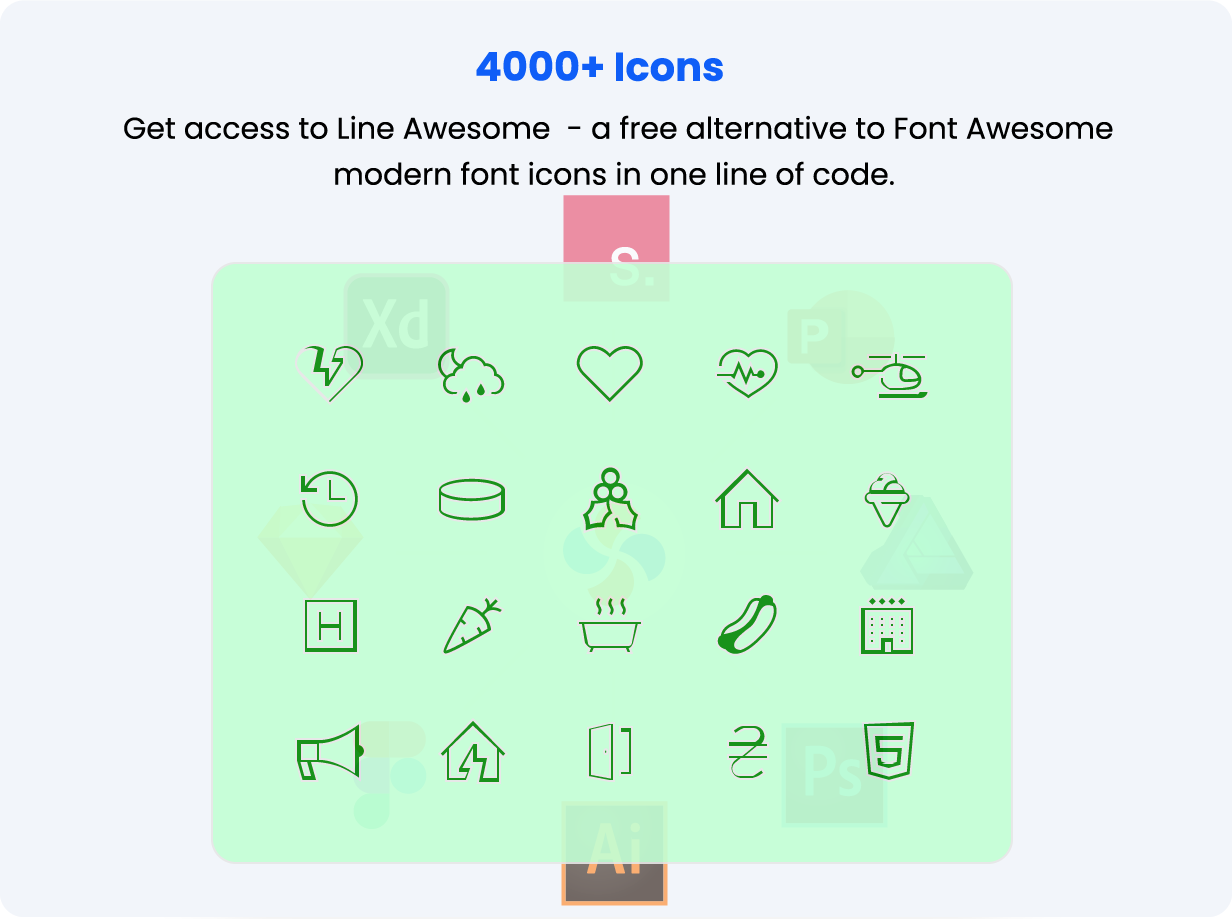 4000+ Icons
Get access to Line Awesome  - a free alternative to Font Awesome
modern font icons in one line of code.
S.
Xd
P
H
5
Ps
Ai